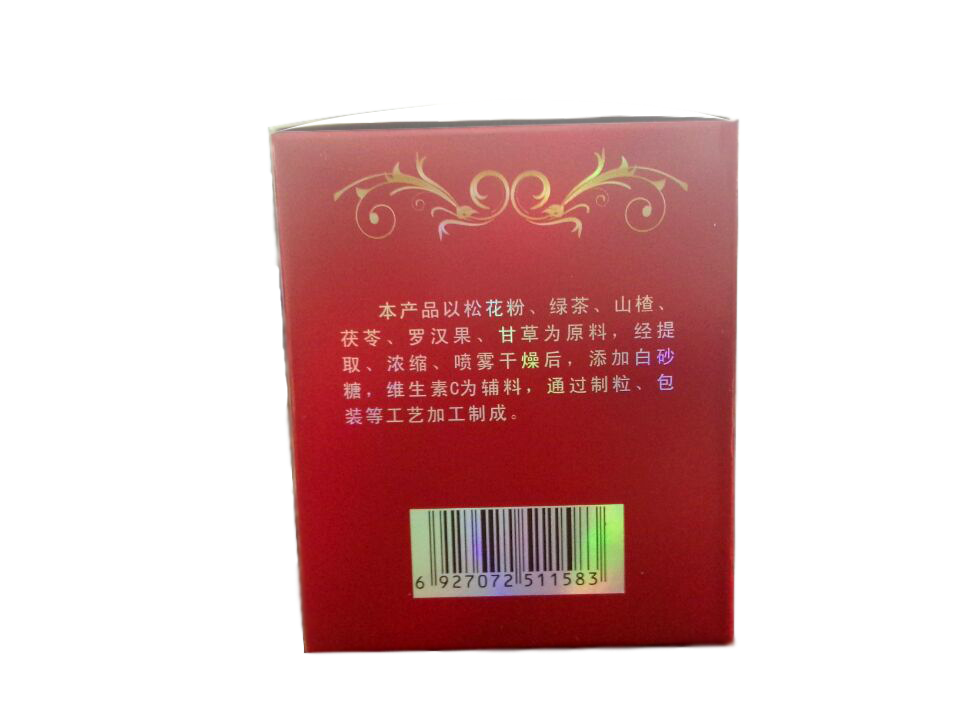 本产品以松花粉、绿茶、山楂、
茯苓、罗汉果、甘草为原料，经提
取、浓缩、喷雾干燥后，添加白砂
糖，维生素C为辅料，通过制粒、包
装等工艺加工制成。
6 927072 511583